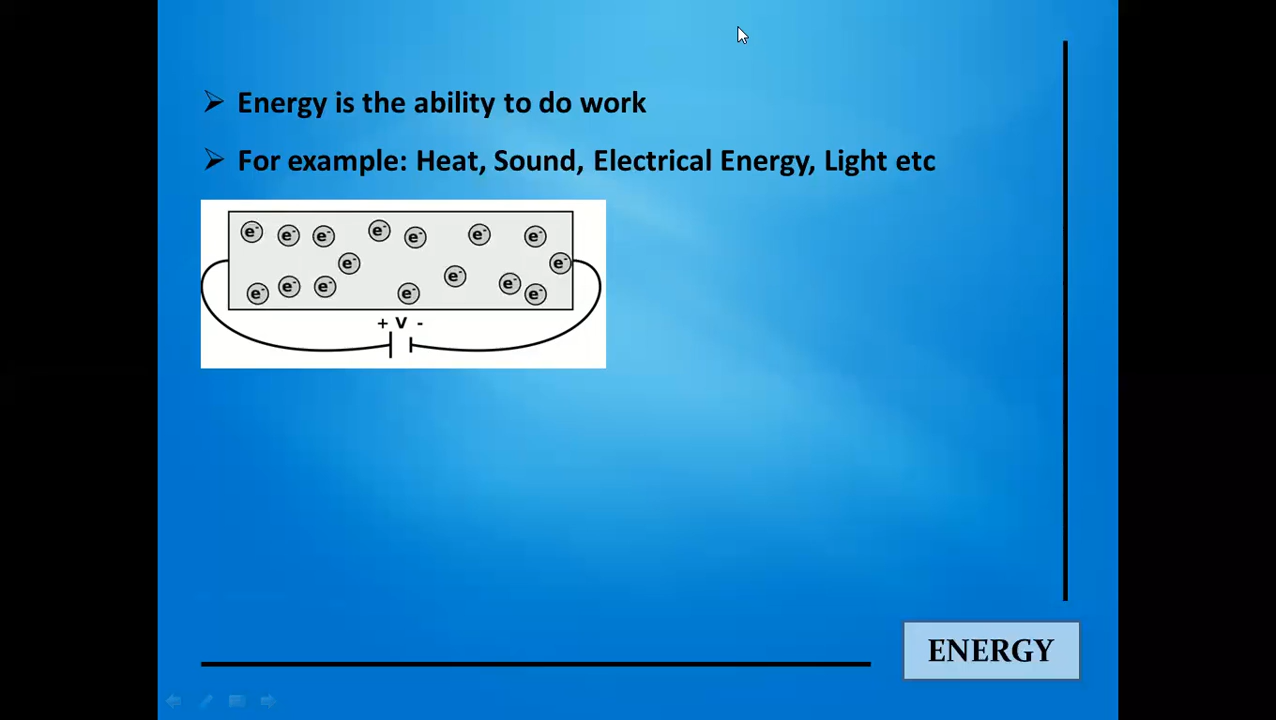 Energy is the ability to do work
For example: Heat, Sound, Electrical Energy, Light etc
e- e- e- e- e- e- e-
e- e- e-
e- e- e- e- e- e-
+ V -
ENERGY